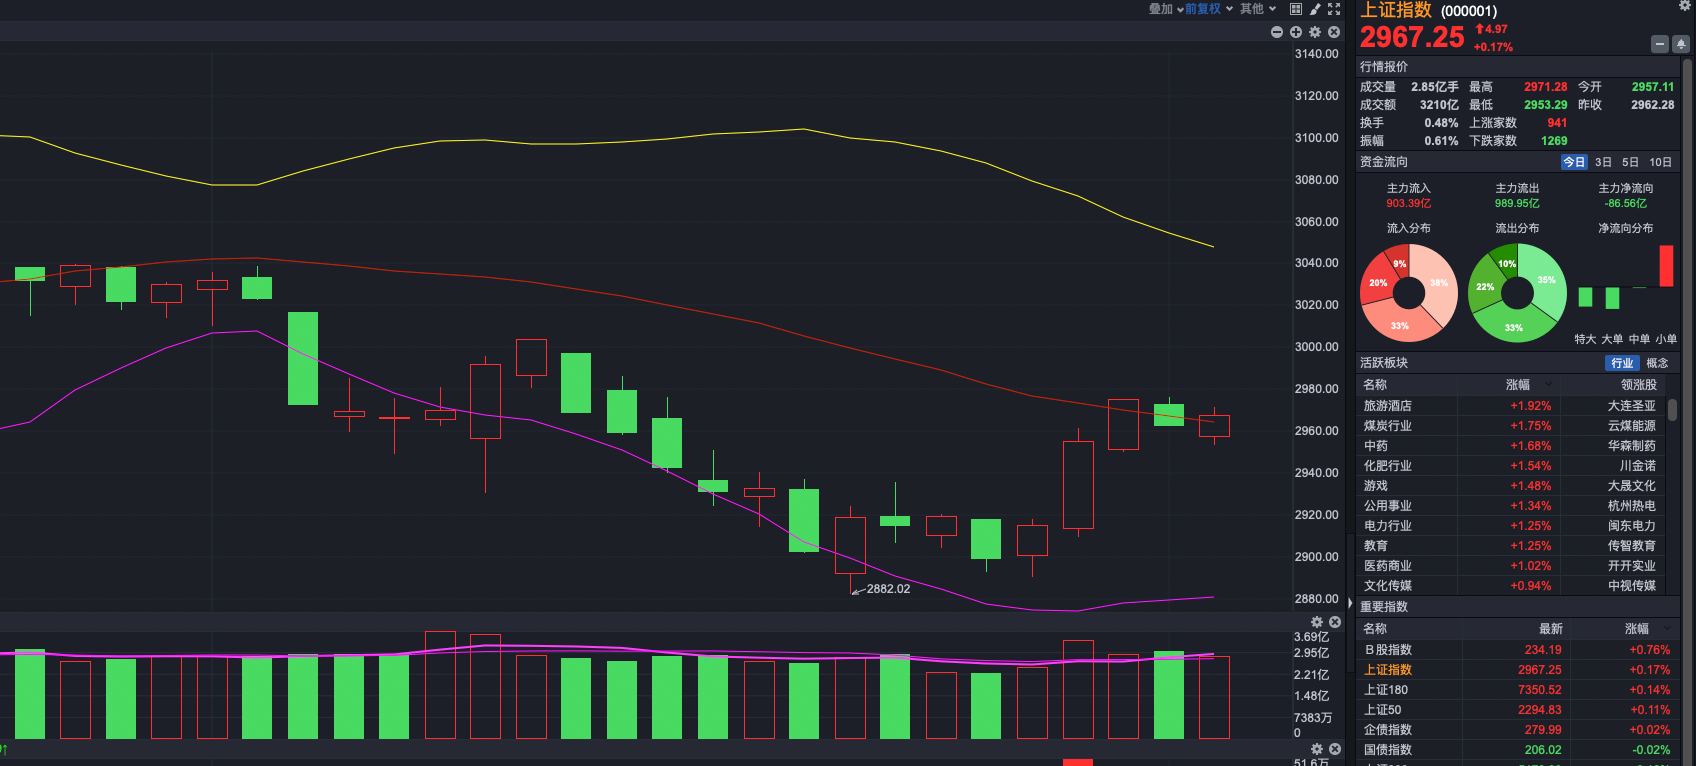 叠加 前复权 其他
3140.00
3120.00
3100.00
3080.00
3060.00
3040.00
3020.00
3000.00
2980.00
2960.00
2940.00
2920.00
2900.00
2880.00
2882.02
3.69亿
2.95亿
2.21亿
1.48亿
7383万
0
51.6万
上证指数 (000001)
2967.25 ↑4.97
+0.17%
行情报价
成交量 2.85亿手 最高 2971.28 今开 2957.11
成交额 3210亿 最低 2953.29 昨收 2962.28
换手 0.48% 上涨家数 941
振幅 0.61% 下跌家数 1269
资金流向 今日 3日 5日 10日
主力流入 主力流出 主力净流向
903.39亿 989.95亿 -86.56亿
流入分布 流出分布 净流向分布
9% 38% 20% 33%
10% 35% 22% 33%
特大 大单 中单 小单
活跃板块 行业 概念
名称 涨幅 领涨股
旅游酒店 +1.92% 大连圣亚
煤炭行业 +1.75% 云煤能源
中药 +1.68% 华森制药
化肥行业 +1.54% 川金诺
游戏 +1.48% 大晟文化
公用事业 +1.34% 杭州热电
电力行业 +1.25% 闽东电力
教育 +1.25% 传智教育
医药商业 +1.02% 开开实业
文化传媒 +0.94% 中视传媒
重要指数
名称 最新 涨幅
B股指数 234.19 +0.76%
上证指数 2967.25 +0.17%
上证180 7350.52 +0.14%
上证50 2294.83 +0.11%
企债指数 279.99 +0.02%
国债指数 206.02 -0.02%